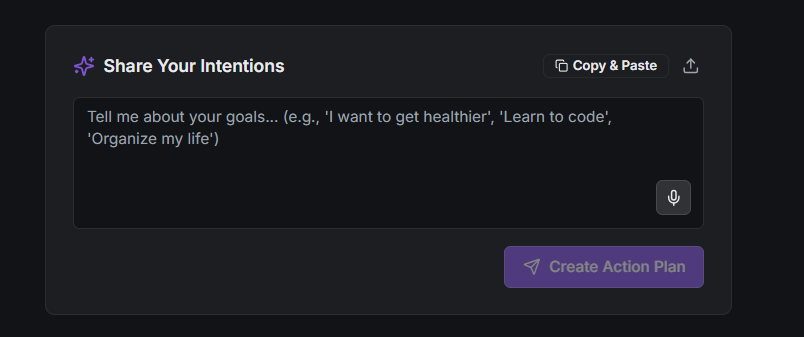 Share Your Intentions
Copy & Paste
Tell me about your goals... (e.g., 'I want to get healthier', 'Learn to code',
'Organize my life')
Create Action Plan